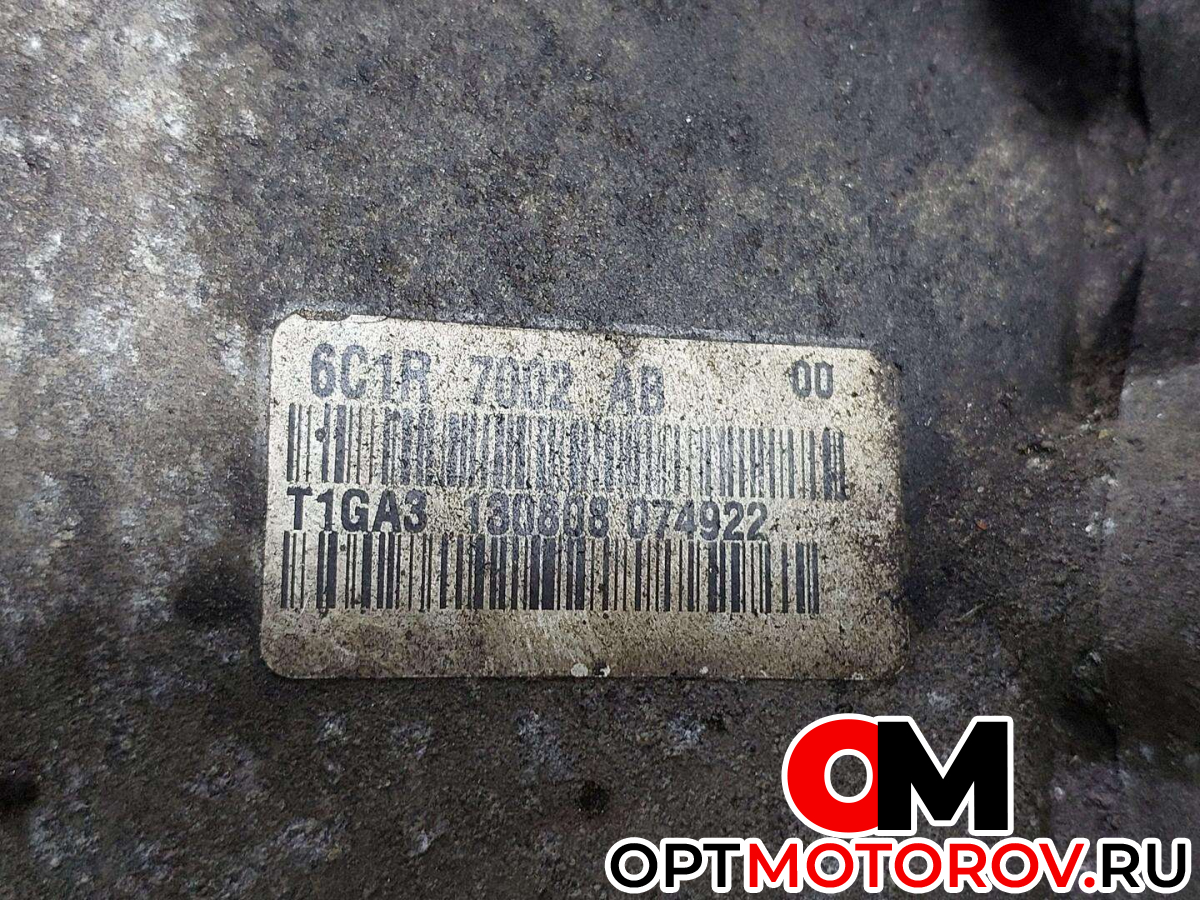 6C1R 7002 AB 00
T1GA3 130808 074922
OM
OPTMOTOROV.RU